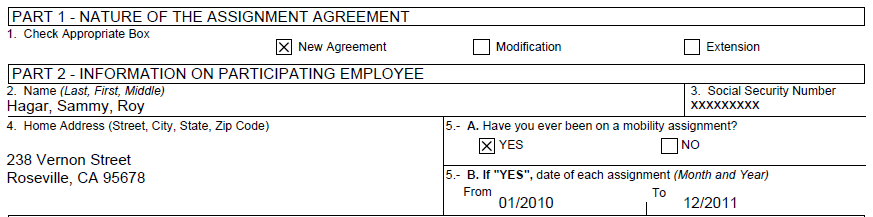 PART 1 - NATURE OF THE ASSIGNMENT AGREEMENT
1. Check Appropriate Box
New Agreement Modification Extension
PART 2 - INFORMATION ON PARTICIPATING EMPLOYEE
2. Name (Last, First, Middle)
Hagar, Sammy, Roy
3. Social Security Number
xxxxxxxxx
4. Home Address (Street, City, State, Zip Code)
238 Vernon Street
Roseville, CA 95678
5.- A. Have you ever been on a mobility assignment?
YES NO
5.- B. If "YES", date of each assignment (Month and Year)
From 01/2010 To 12/2011